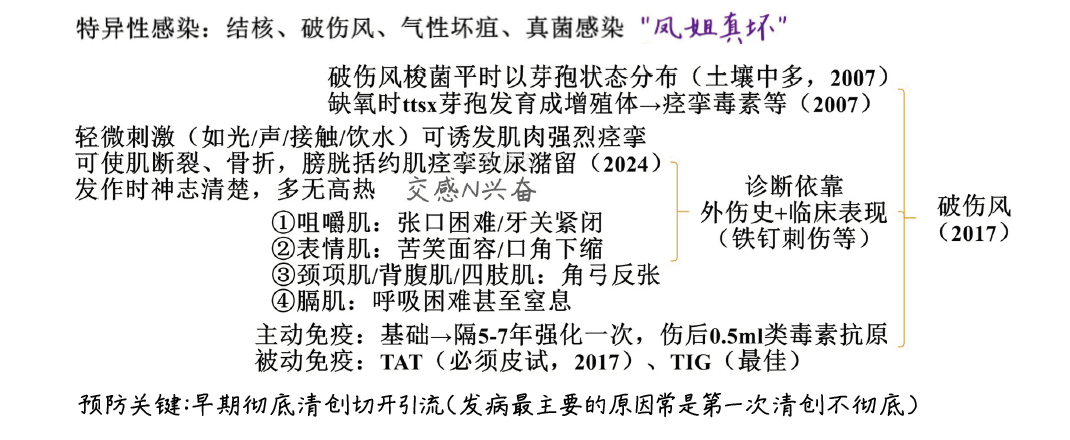 特异性感染：结核、破伤风、气性坏疽、真菌感染 "凤姐真坏"
破伤风梭菌平时以芽孢状态分布（土壤中多，2007）
缺氧时ttsx芽孢发育成增殖体→痉挛毒素等（2007）
轻微刺激（如光/声/接触/饮水）可诱发肌肉强烈痉挛
可使肌断裂、骨折，膀胱括约肌痉挛致尿潴留（2024）
发作时神志清楚，多无高热 交感N兴奋
①咀嚼肌：张口困难/牙关紧闭
②表情肌：苦笑面容/口角下缩
③颈项肌/背腹肌/四肢肌：角弓反张
④膈肌：呼吸困难甚至窒息
诊断依靠
外伤史+临床表现
（铁钉刺伤等）
破伤风
（2017）
主动免疫：基础→隔5-7年强化一次，伤后0.5ml类毒素抗原
被动免疫：TAT（必须皮试，2017）、TIG（最佳）
预防关键：早期彻底清创切开引流（发病最主要的原因常是第一次清创不彻底）